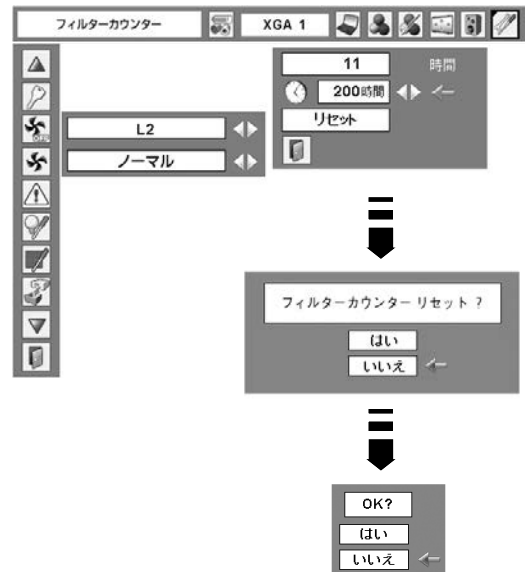 フィルターカウンター
XGA 1
11 時間
200時間
リセット
L2
ノーマル
フィルターカウンター リセット ?
はい
いいえ
OK?
はい
いいえ